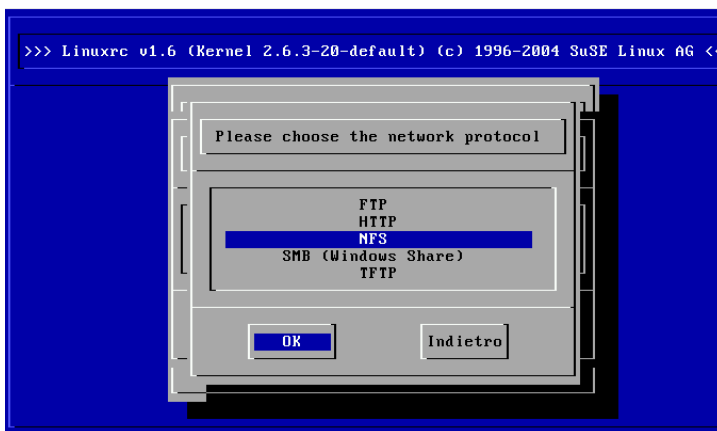 >>> Linuxrc v1.6 (Kernel 2.6.3-20-default) (c) 1996-2004 SuSE Linux AG <
Please choose the network protocol
FTP
HTTP
NFS
SMB (Windows Share)
TFTP
OK Indietro